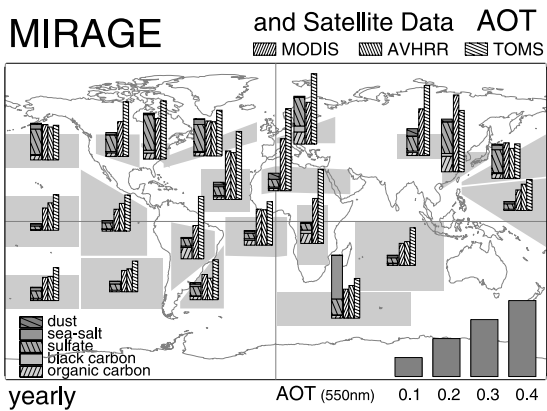 MIRAGE and Satellite Data AOT
MODIS AVHRR TOMS
dust
sea-salt
sulfate
black carbon
organic carbon
yearly AOT (550nm) 0.1 0.2 0.3 0.4